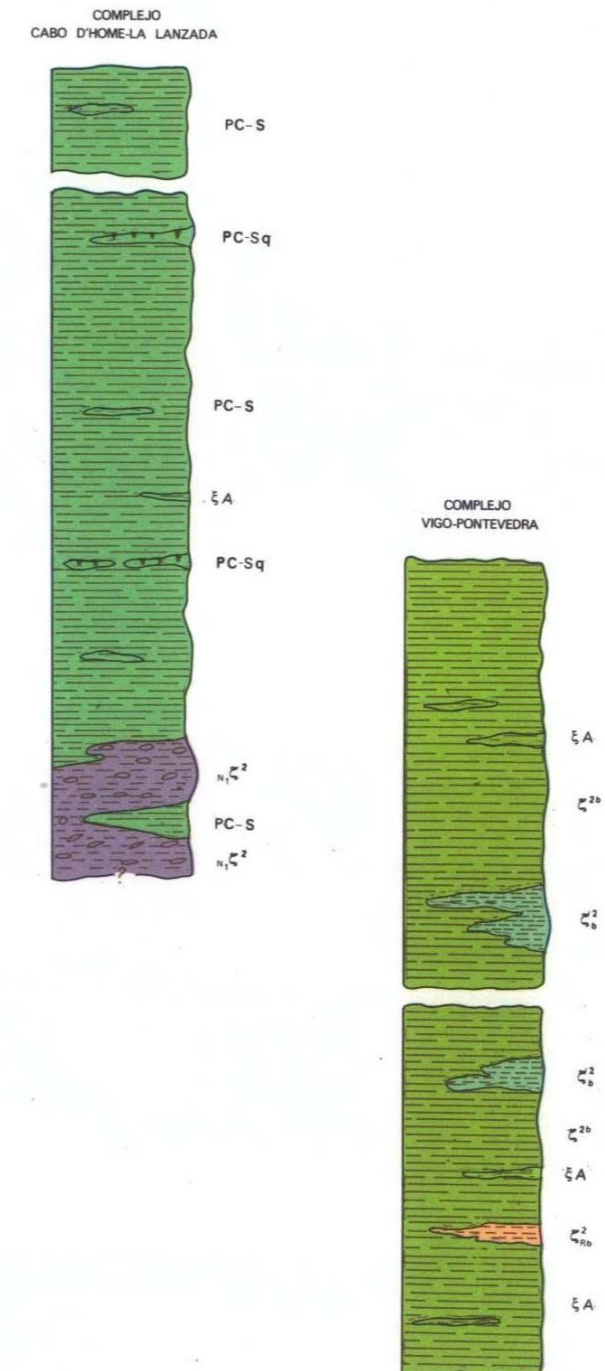 COMPLEJO
CABO D'HOME-LA LANZADA
PC-S
PC-Sq
PC-S
ξA
PC-Sq
N₁ζ²
PC-S
N₁ζ²
?
COMPLEJO
VIGO-PONTEVEDRA
ξA
ζ²ᵇ
ζ²b
ζ²b
ζ²ᵇ
ξA
ζ²Rb
ξA